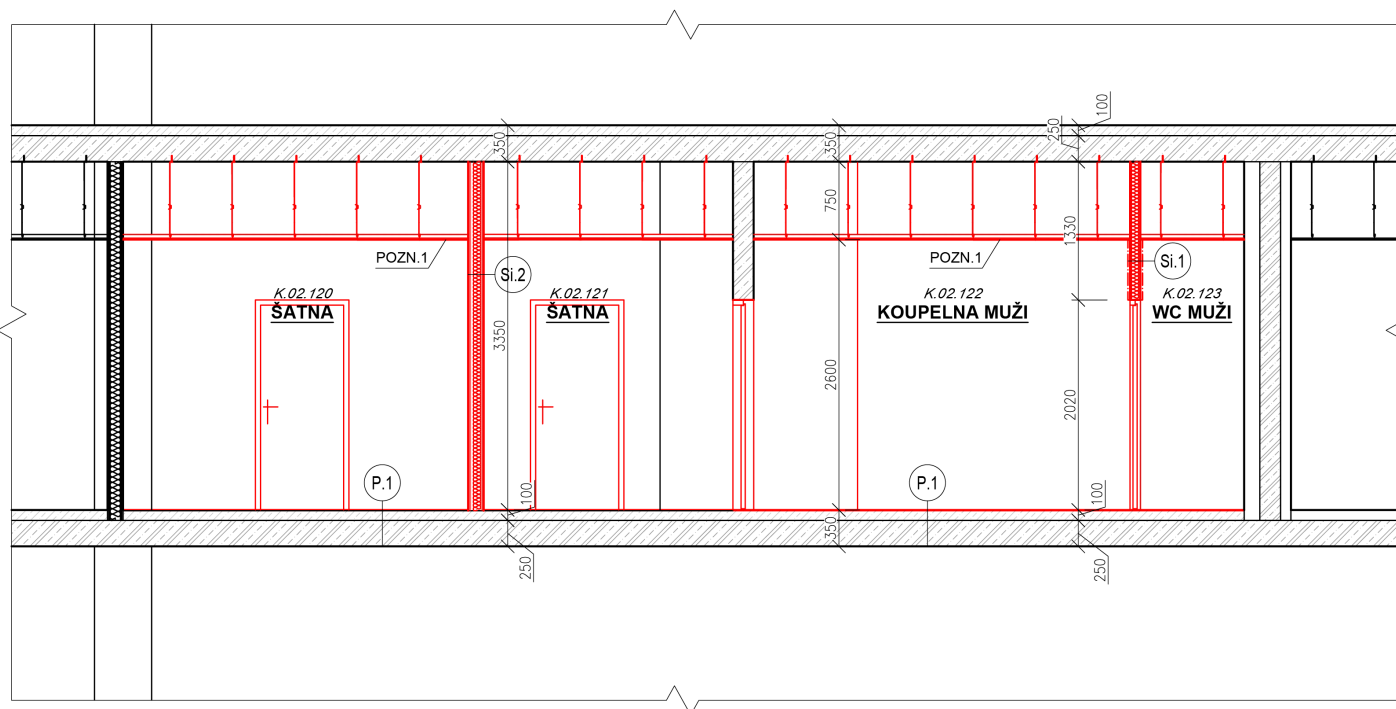 100
250
350
350
750
1330
POZN.1
POZN.1
Si.2
Si.1
K.02.120
ŠATNA
K.02.121
ŠATNA
K.02.122
KOUPELNA MUŽI
K.02.123
WC MUŽI
3350
2600
2020
P.1
P.1
100
100
350
250
250